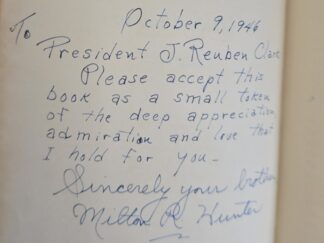 October 9, 1946
To
President J. Reuben Clark
Please accept this
book as a small token
of the deep appreciation
admiration and love that
I hold for you-
Sincerely your brother
Milton R. Hunter